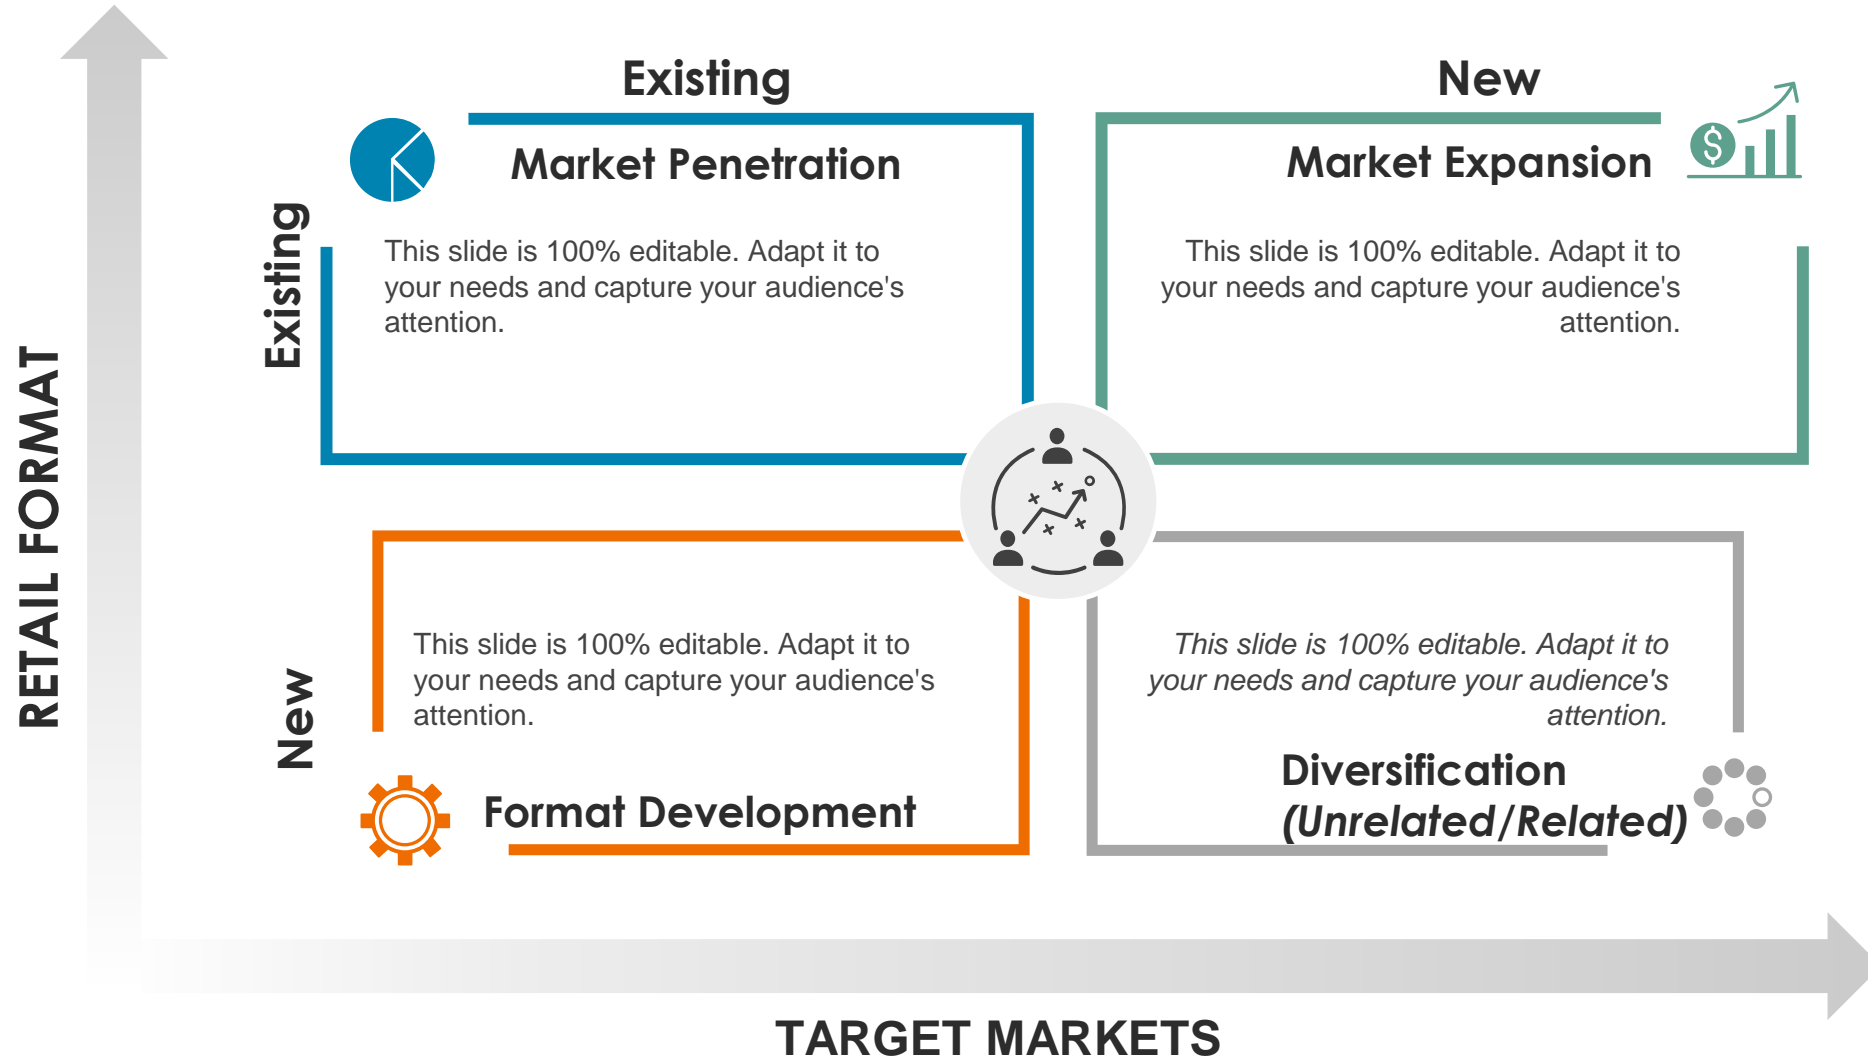 Existing
New
RETAIL FORMAT
Existing
Market Penetration
This slide is 100% editable. Adapt it to
your needs and capture your audience's
attention.
Market Expansion
$
This slide is 100% editable. Adapt it to
your needs and capture your audience's
attention.
New
This slide is 100% editable. Adapt it to
your needs and capture your audience's
attention.
Format Development
This slide is 100% editable. Adapt it to
your needs and capture your audience's
attention.
Diversification
(Unrelated/Related)
TARGET MARKETS